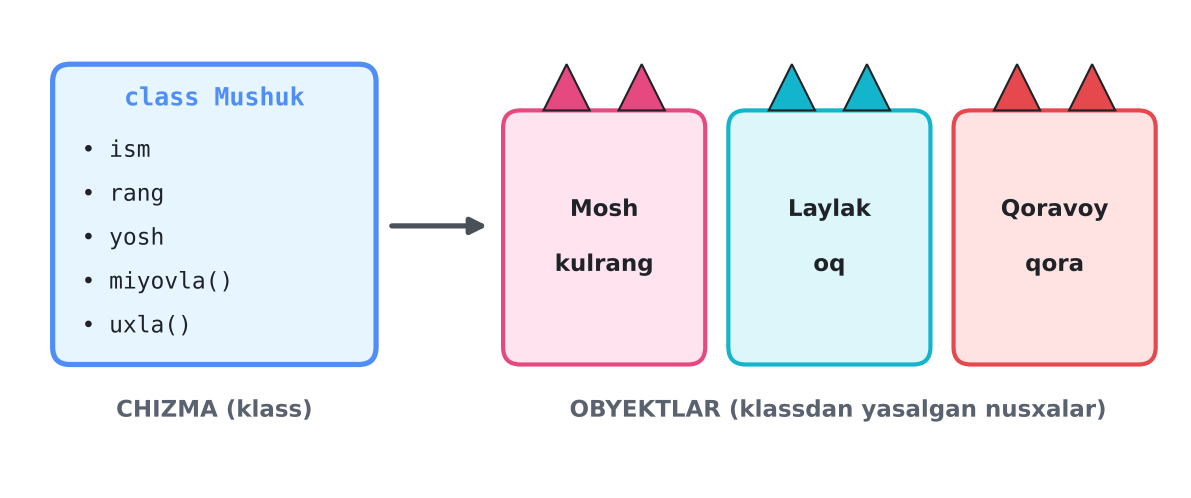 class Mushuk
• ism
• rang
• yosh
• miyovla()
• uxla()
CHIZMA (klass)
Mosh
kulrang
Laylak
oq
Qoravoy
qora
OBYEKTLAR (klassdan yasalgan nusxalar)